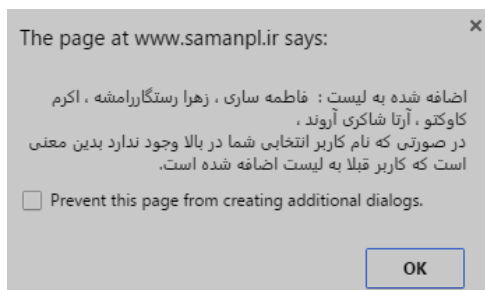 The page at www.samanpl.ir says:
×
اضافه شده به لیست : فاطمه ساری ، زهرا رستگاررامشه ، اکرم
کاوکتو ، آرتا شاکری آروند ،
در صورتی که نام کاربر انتخابی شما در بالا وجود ندارد بدین معنی
است که کاربر قبلا به لیست اضافه شده است.
Prevent this page from creating additional dialogs.
OK